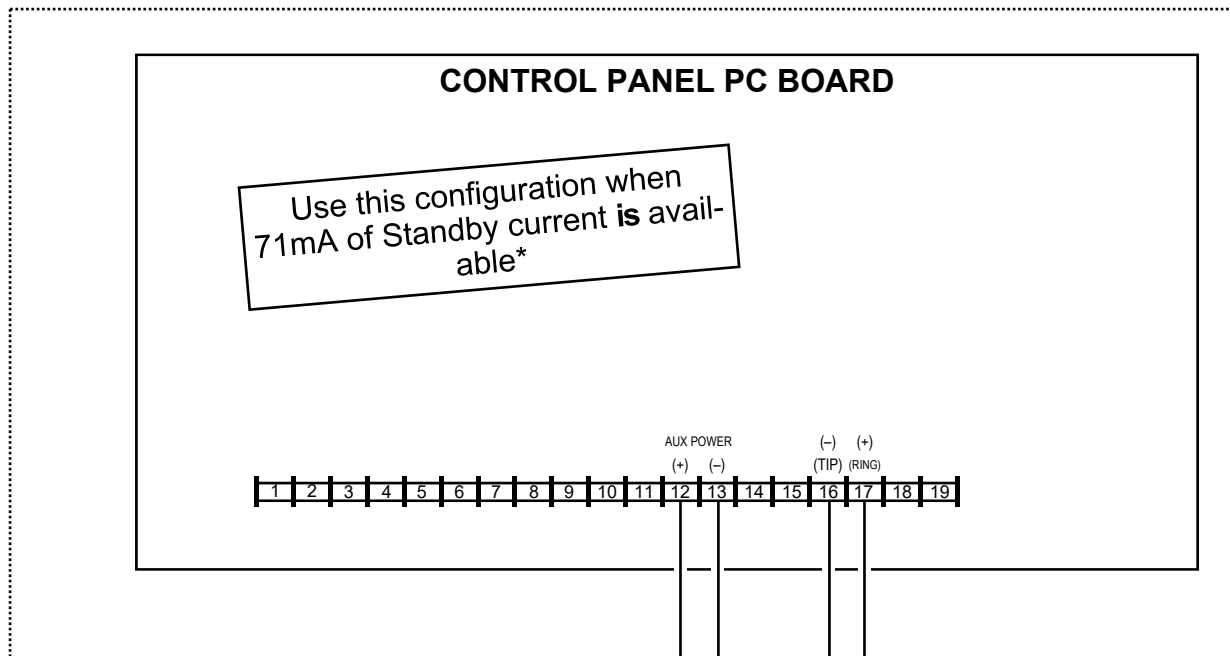 CONTROL PANEL PC BOARD
Use this configuration when
71mA of Standby current is avail-
able*
AUX POWER (–) (+)
(+) (–) (TIP) (RING)
1 2 3 4 5 6 7 8 9 10 11 12 13 14 15 16 17 18 19